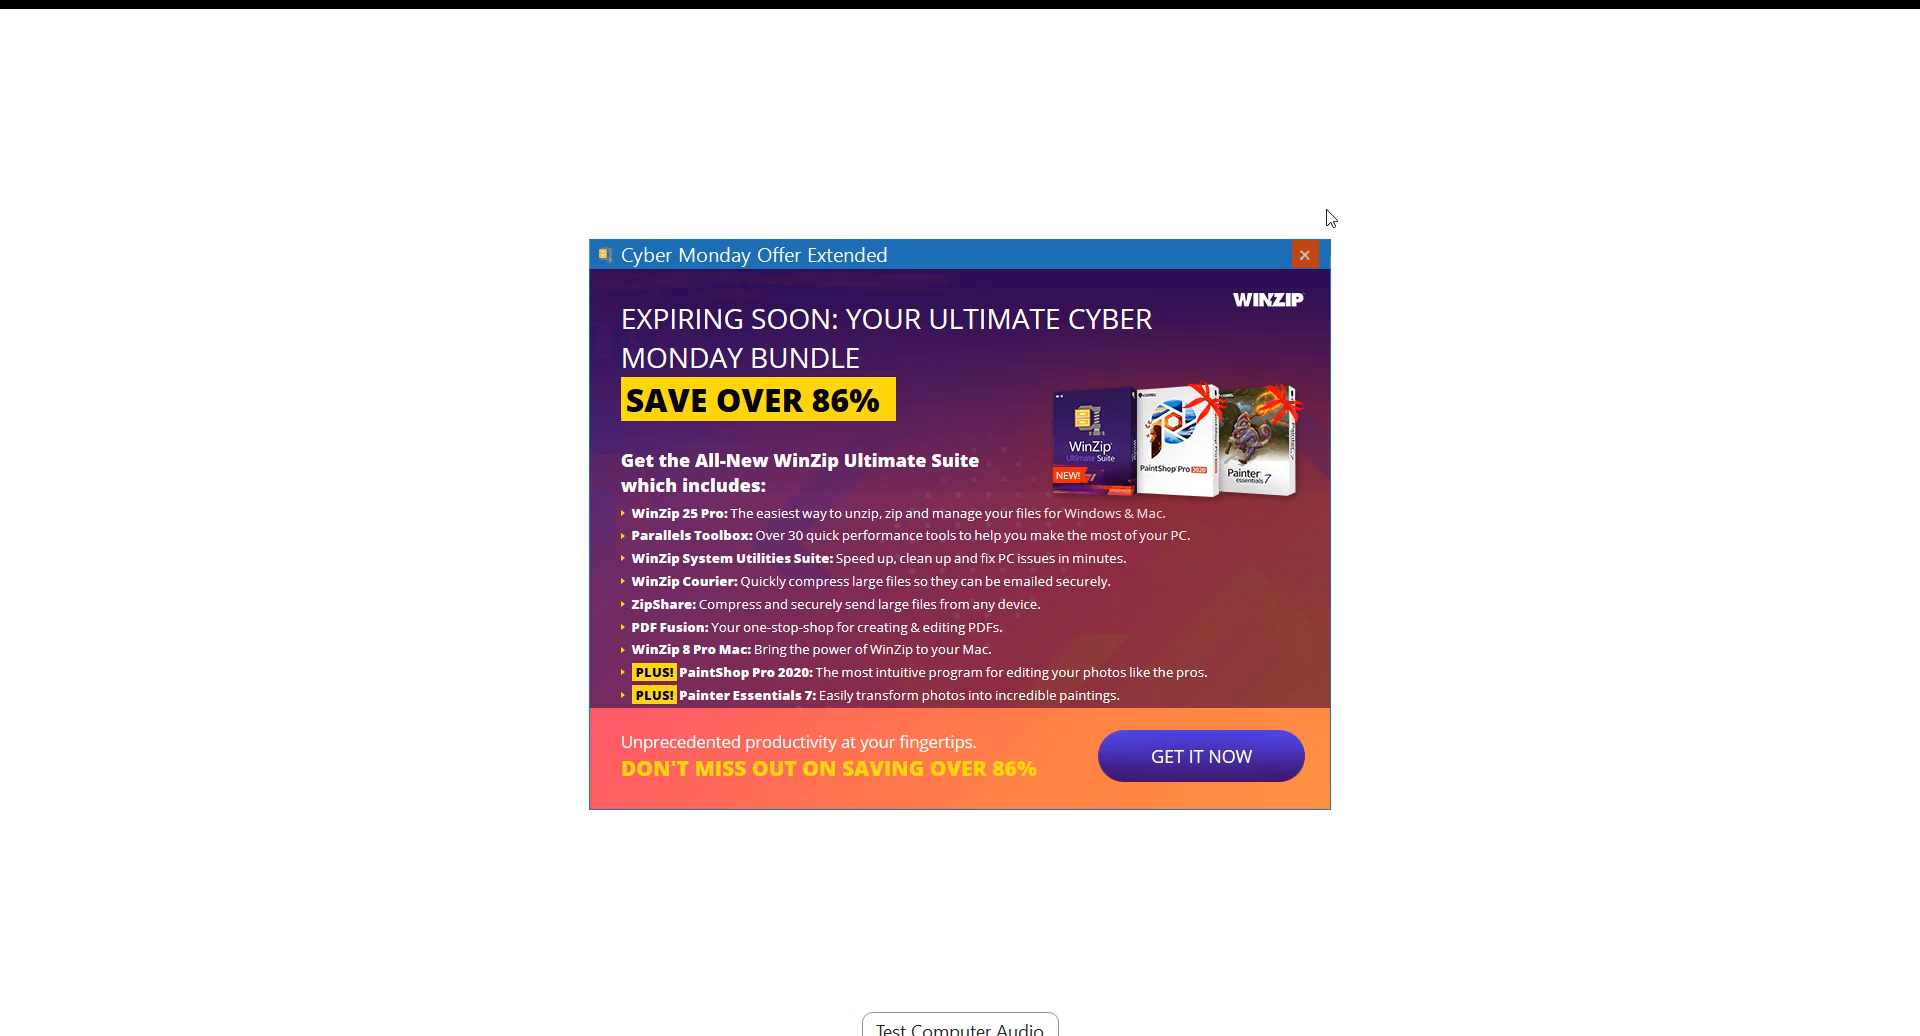 Cyber Monday Offer Extended
WINZIP
EXPIRING SOON: YOUR ULTIMATE CYBER
MONDAY BUNDLE
SAVE OVER 86%
Get the All-New WinZip Ultimate Suite
which includes:
WinZip
Ultimate Suite
NEW!
COREL
PaintShop Pro 2020
COREL
Painter
essentials 7
WinZip 25 Pro: The easiest way to unzip, zip and manage your files for Windows & Mac.
Parallels Toolbox: Over 30 quick performance tools to help you make the most of your PC.
WinZip System Utilities Suite: Speed up, clean up and fix PC issues in minutes.
WinZip Courier: Quickly compress large files so they can be emailed securely.
ZipShare: Compress and securely send large files from any device.
PDF Fusion: Your one-stop-shop for creating & editing PDFs.
WinZip 8 Pro Mac: Bring the power of WinZip to your Mac.
PLUS! PaintShop Pro 2020: The most intuitive program for editing your photos like the pros.
PLUS! Painter Essentials 7: Easily transform photos into incredible paintings.
Unprecedented productivity at your fingertips.
DON'T MISS OUT ON SAVING OVER 86%
GET IT NOW
Test Computer Audio